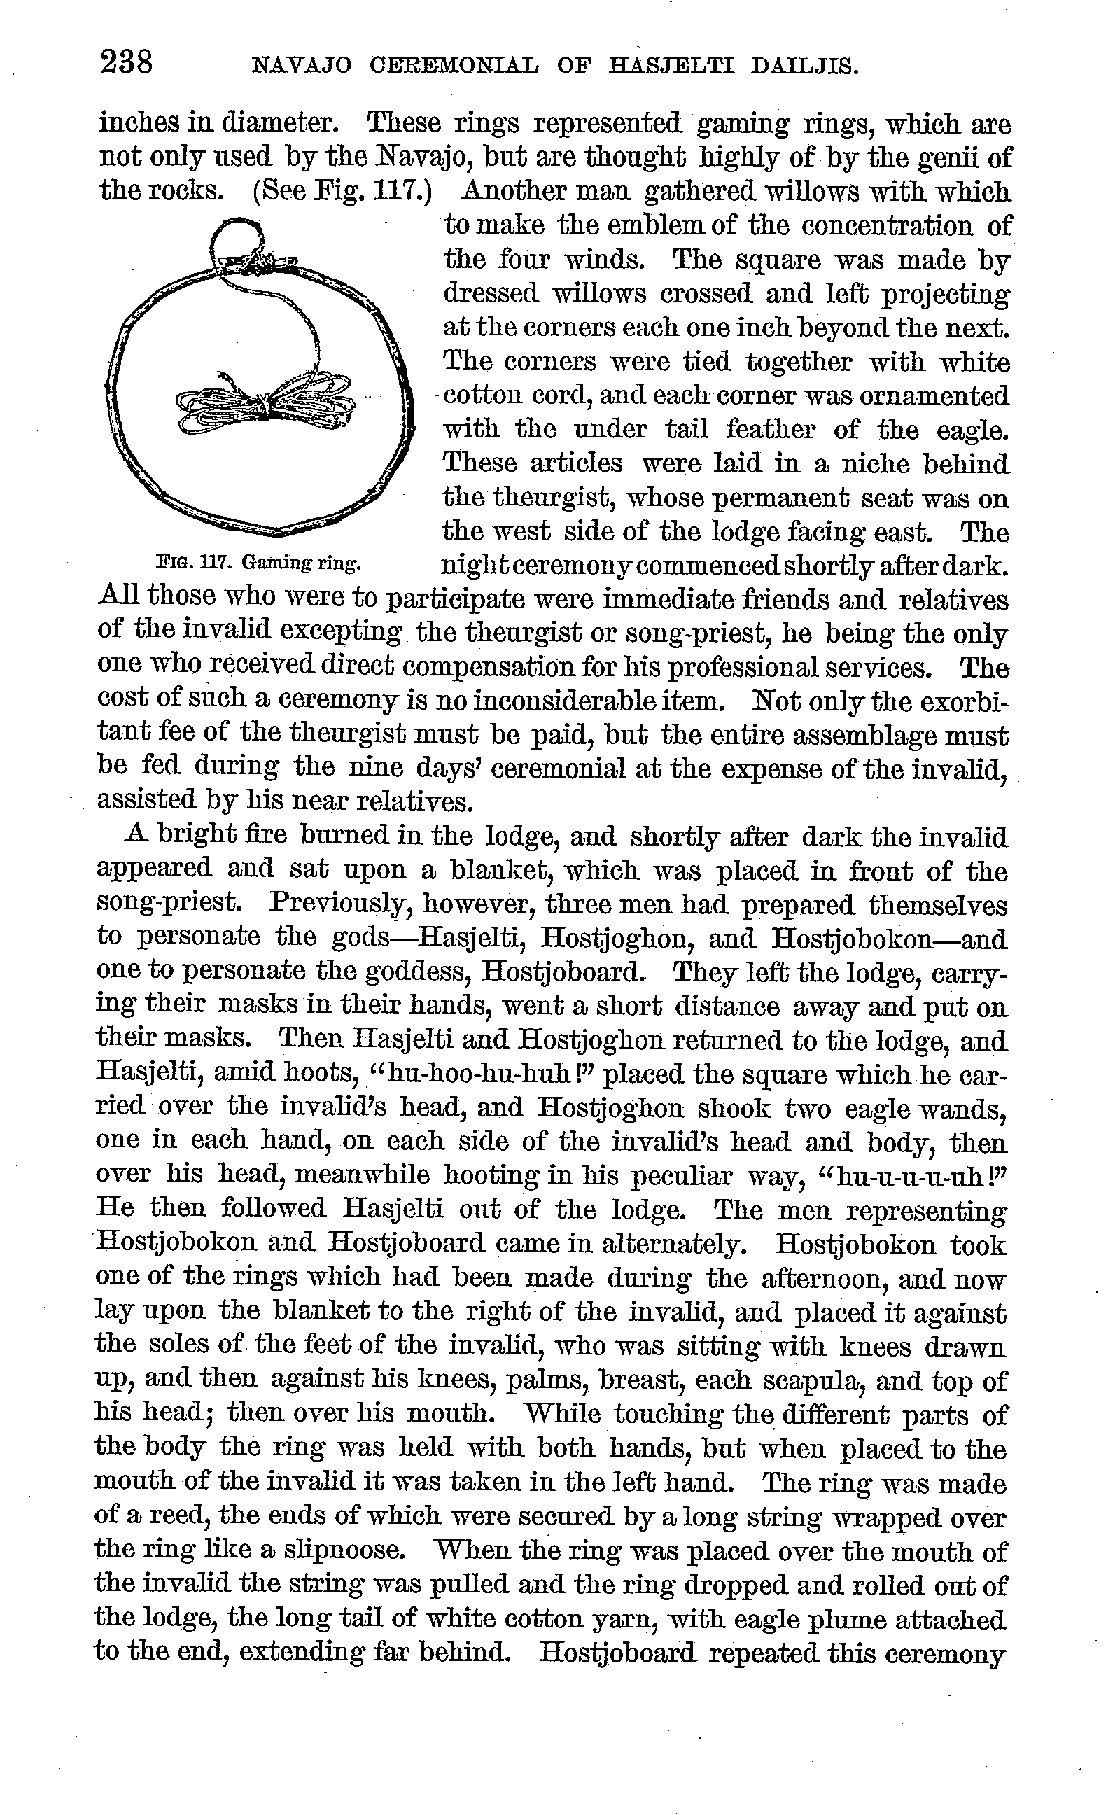 238 NAVAJO CEREMONIAL OF HASJELTI DAILJIS.
inches in diameter. These rings represented gaming rings, which are
not only used by the Navajo, but are thought highly of by the genii of
the rocks. (See Fig. 117.) Another man gathered willows with which
to make the emblem of the concentration of
the four winds. The square was made by
dressed willows crossed and left projecting
at the corners each one inch beyond the next.
The corners were tied together with white
cotton cord, and each corner was ornamented
with the under tail feather of the eagle.
These articles were laid in a niche behind
the theurgist, whose permanent seat was on
the west side of the lodge facing east. The
FIG. 117. Gaming ring.
night ceremony commenced shortly after dark.
All those who were to participate were immediate friends and relatives
of the invalid excepting the theurgist or song-priest, he being the only
one who received direct compensation for his professional services. The
cost of such a ceremony is no inconsiderable item. Not only the exorbi-
tant fee of the theurgist must be paid, but the entire assemblage must
be fed during the nine days' ceremonial at the expense of the invalid,
assisted by his near relatives.
A bright fire burned in the lodge, and shortly after dark the invalid
appeared and sat upon a blanket, which was placed in front of the
song-priest. Previously, however, three men had prepared themselves
to personate the gods—Hasjelti, Hostjoghon, and Hostjobokon—and
one to personate the goddess, Hostjoboard. They left the lodge, carry-
ing their masks in their hands, went a short distance away and put on
their masks. Then Hasjelti and Hostjoghon returned to the lodge, and
Hasjelti, amid hoots, "hu-hoo-hu-huh!" placed the square which he car-
ried over the invalid's head, and Hostjoghon shook two eagle wands,
one in each hand, on each side of the invalid's head and body, then
over his head, meanwhile hooting in his peculiar way, "hu-u-u-u-uh!"
He then followed Hasjelti out of the lodge. The men representing
Hostjobokon and Hostjoboard came in alternately. Hostjobokon took
one of the rings which had been made during the afternoon, and now
lay upon the blanket to the right of the invalid, and placed it against
the soles of the feet of the invalid, who was sitting with knees drawn
up, and then against his knees, palms, breast, each scapula, and top of
his head; then over his mouth. While touching the different parts of
the body the ring was held with both hands, but when placed to the
mouth of the invalid it was taken in the left hand. The ring was made
of a reed, the ends of which were secured by a long string wrapped over
the ring like a slipnoose. When the ring was placed over the mouth of
the invalid the string was pulled and the ring dropped and rolled out of
the lodge, the long tail of white cotton yarn, with eagle plume attached
to the end, extending far behind. Hostjoboard repeated this ceremony